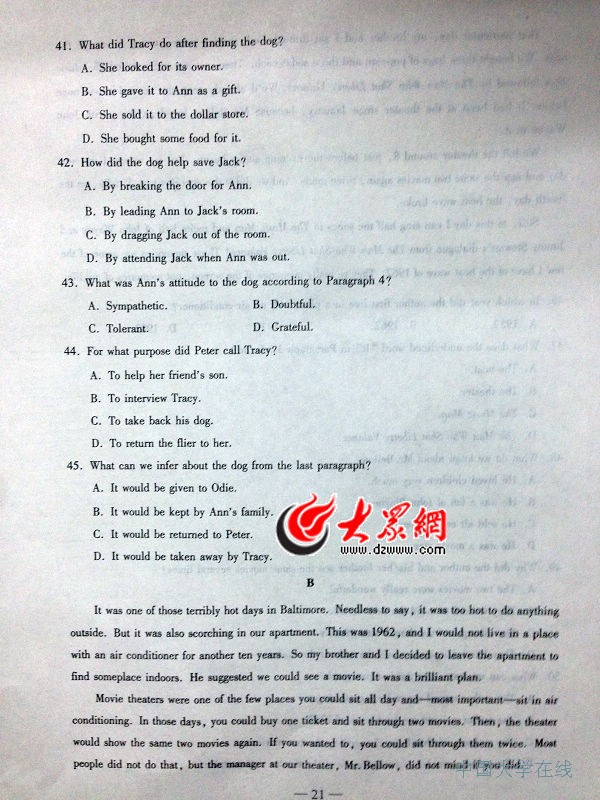 41. What did Tracy do after finding the dog?
A. She looked for its owner.
B. She gave it to Ann as a gift.
C. She sold it to the dollar store.
D. She bought some food for it.
42. How did the dog help save Jack?
A. By breaking the door for Ann.
B. By leading Ann to Jack's room.
C. By dragging Jack out of the room.
D. By attending Jack when Ann was out.
43. What was Ann's attitude to the dog according to Paragraph 4?
A. Sympathetic. B. Doubtful.
C. Tolerant. D. Grateful.
44. For what purpose did Peter call Tracy?
A. To help her friend's son.
B. To interview Tracy.
C. To take back his dog.
D. To return the flier to her.
45. What can we infer about the dog from the last paragraph?
A. It would be given to Odie.
B. It would be kept by Ann's family.
C. It would be returned to Peter.
D. It would be taken away by Tracy.
大眾網
www.dzwww.com
B
It was one of those terribly hot days in Baltimore. Needless to say, it was too hot to do anything
outside. But it was also scorching in our apartment. This was 1962, and I would not live in a place
with an air conditioner for another ten years. So my brother and I decided to leave the apartment to
find someplace indoors. He suggested we could see a movie. It was a brilliant plan.
Movie theaters were one of the few places you could sit all day and—most important—sit in air
conditioning. In those days, you could buy one ticket and sit through two movies. Then, the theater
would show the same two movies again. If you wanted to, you could sit through them twice. Most
people did not do that, but the manager at our theater, Mr. Bellow, did not mind if you did.
中国大学在线
— 21 —